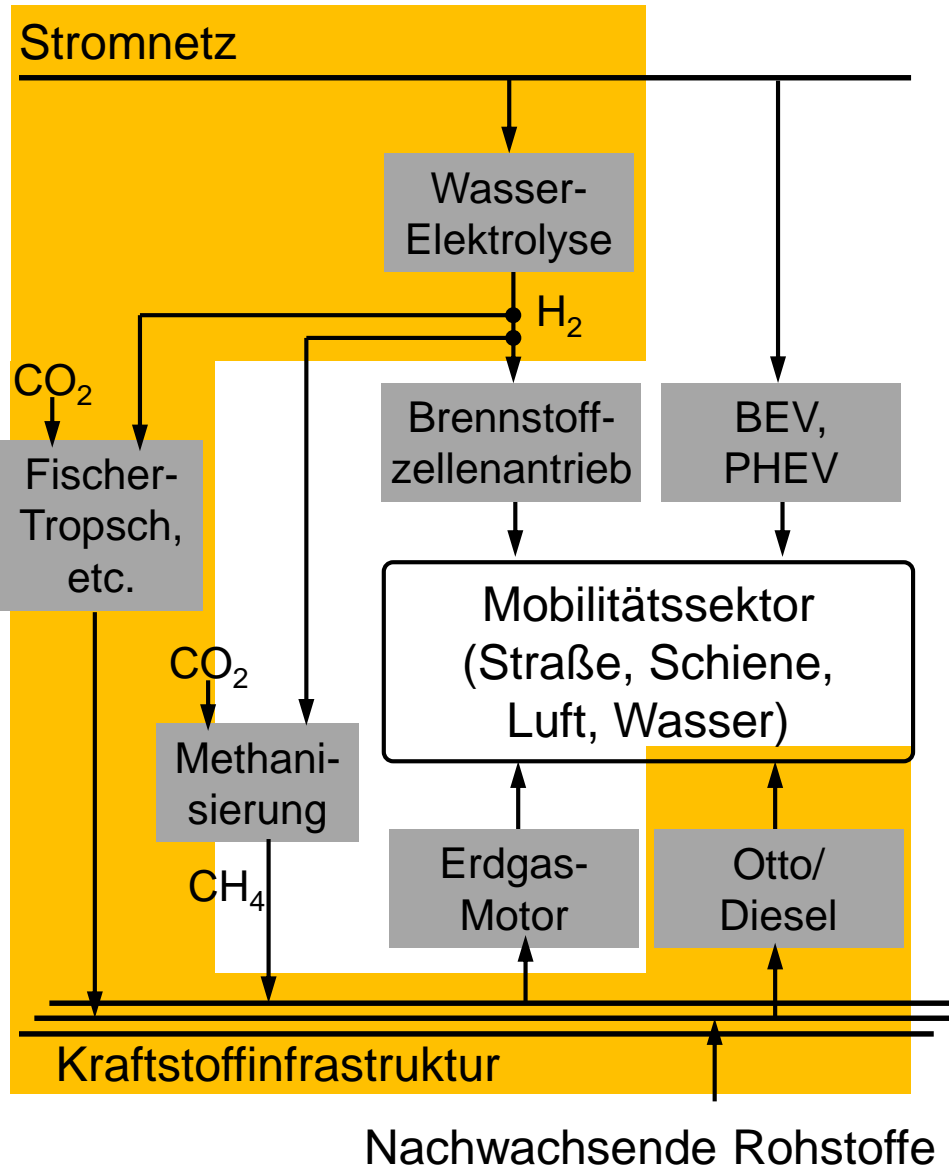 Stromnetz
Wasser-
Elektrolyse
H₂
CO₂
Fischer-
Tropsch,
etc.
Brennstoff-
zellenantrieb
BEV,
PHEV
Mobilitätssektor
(Straße, Schiene,
Luft, Wasser)
CO₂
Methani-
sierung
CH₄
Erdgas-
Motor
Otto/
Diesel
Kraftstoffinfrastruktur
Nachwachsende Rohstoffe